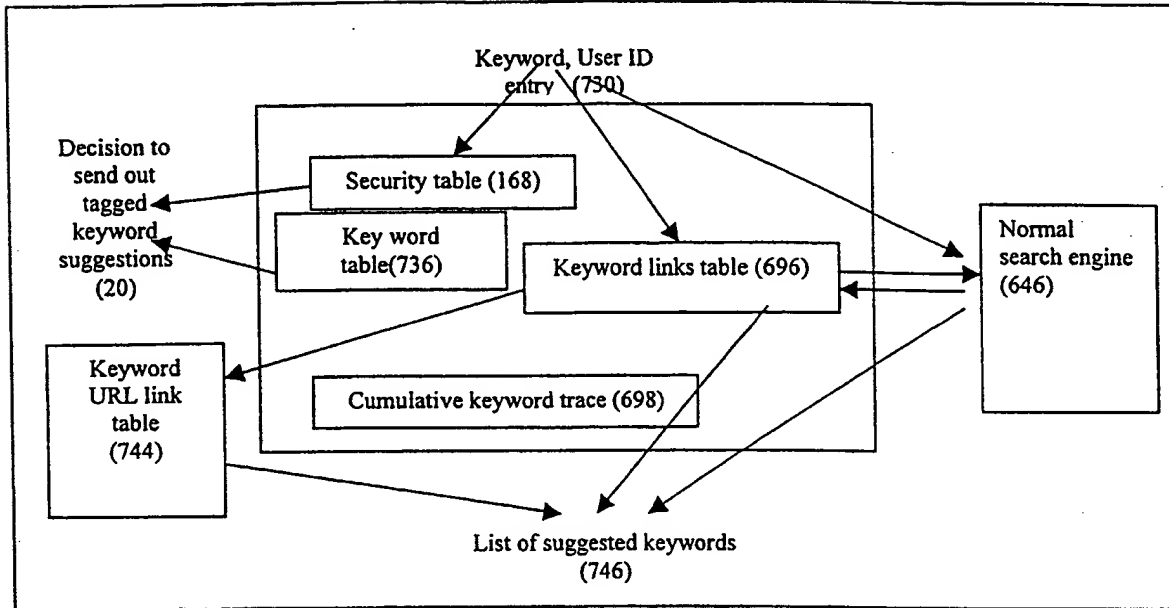 Keyword, User ID
entry (730)
Decision to
send out
tagged
keyword
suggestions
(20)
Security table (168)
Key word
table(736)
Keyword links table (696)
Normal
search engine
(646)
Keyword
URL link
table
(744)
Cumulative keyword trace (698)
List of suggested keywords
(746)